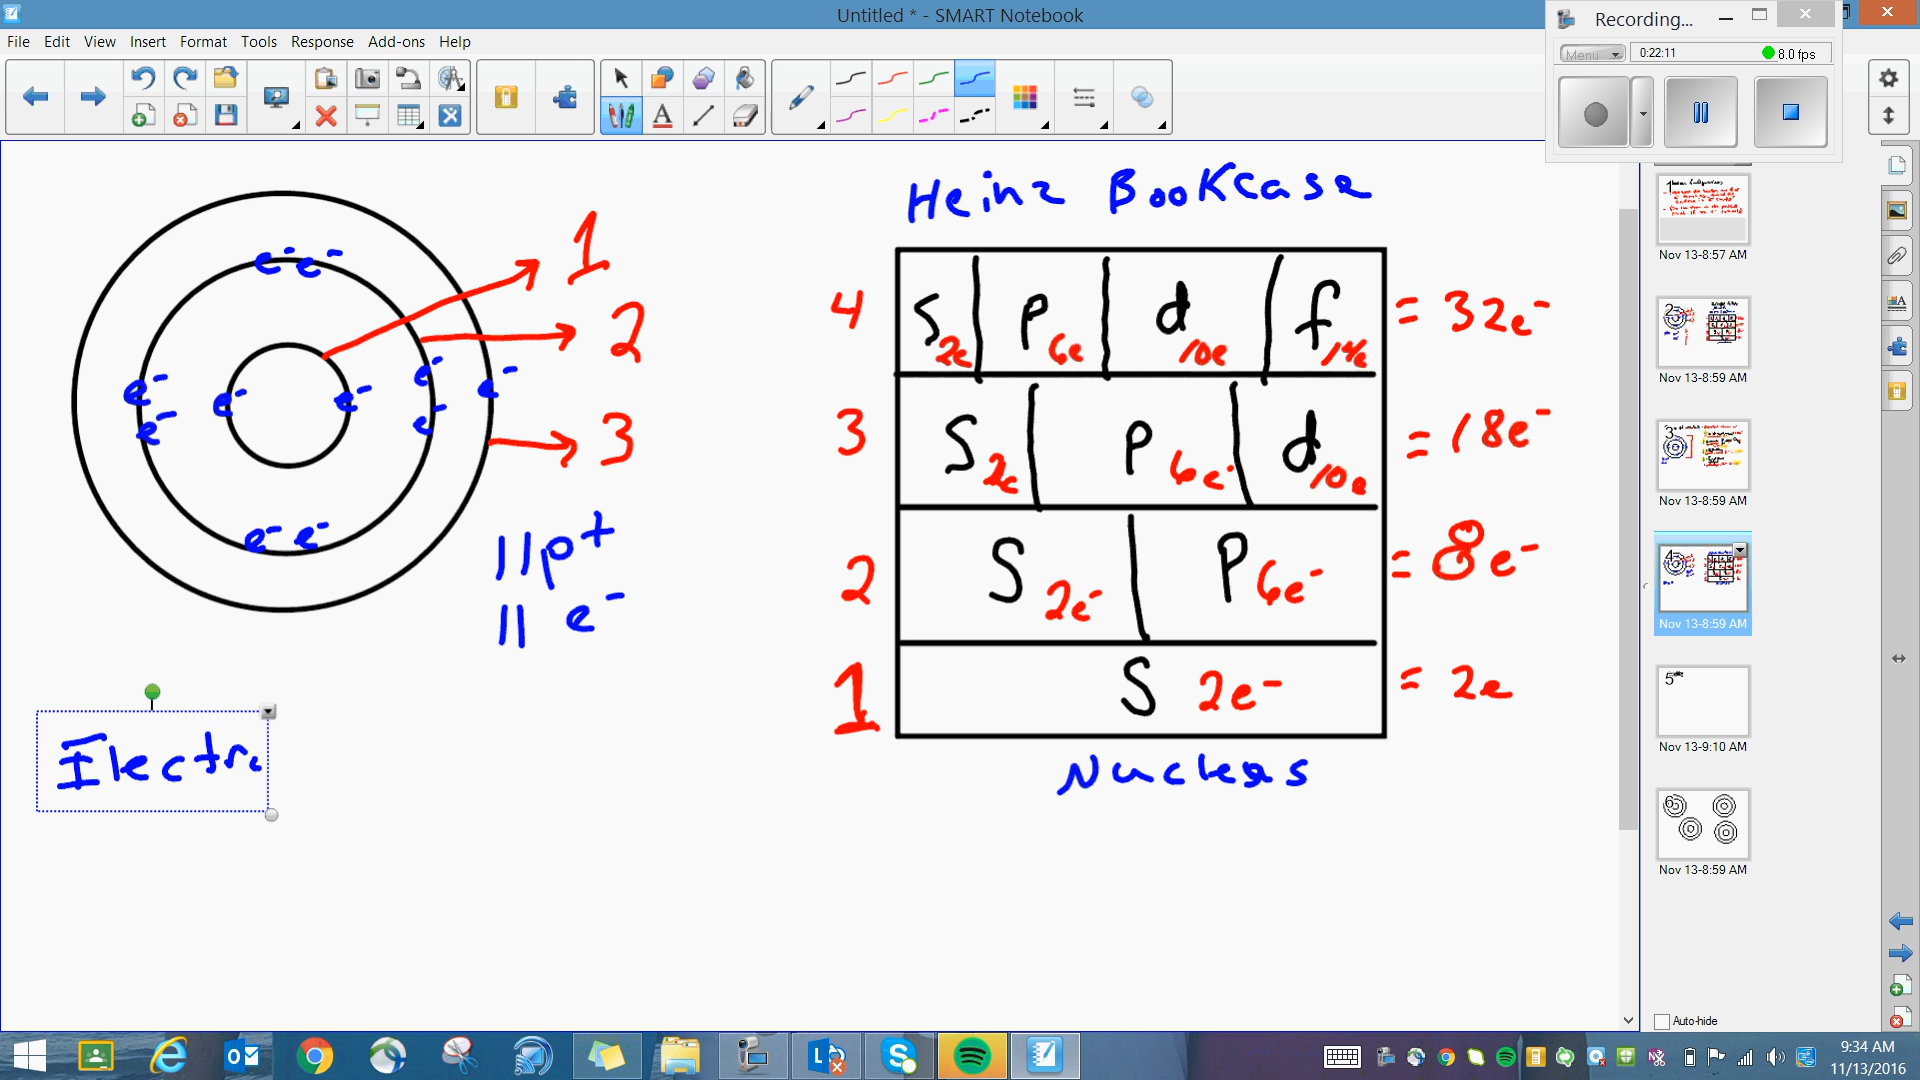 Untitled * - SMART Notebook
Recording...
File Edit View Insert Format Tools Response Add-ons Help
Menu 0:22:11 8.0 fps
Heinz Bookcase
1
2
3
e- e-
e- e- e- e- e- e-
e- e-
e-
11p+
11 e-
4 s 2e p 6e d 10e f 14e = 32e-
3 s 2e p 6e- d 10e = 18e-
2 s 2e- p 6e- = 8e-
1 s 2e- = 2e
Nucleus
Electro
Nov 13-8:57 AM
Nov 13-8:59 AM
Nov 13-8:59 AM
Nov 13-8:59 AM
Nov 13-9:10 AM
Nov 13-8:59 AM
Auto-hide
9:34 AM
11/13/2016